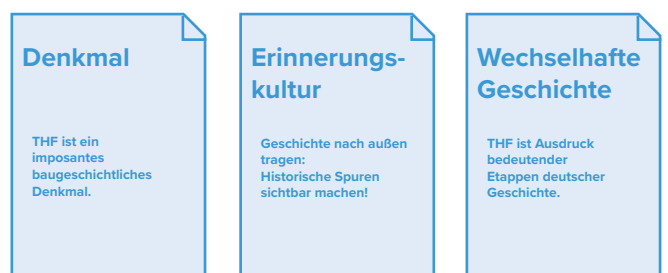 Denkmal
THF ist ein
imposantes
baugeschichtliches
Denkmal.
Erinnerungs-
kultur
Geschichte nach außen
tragen:
Historische Spuren
sichtbar machen!
Wechselhafte
Geschichte
THF ist Ausdruck
bedeutender
Etappen deutscher
Geschichte.